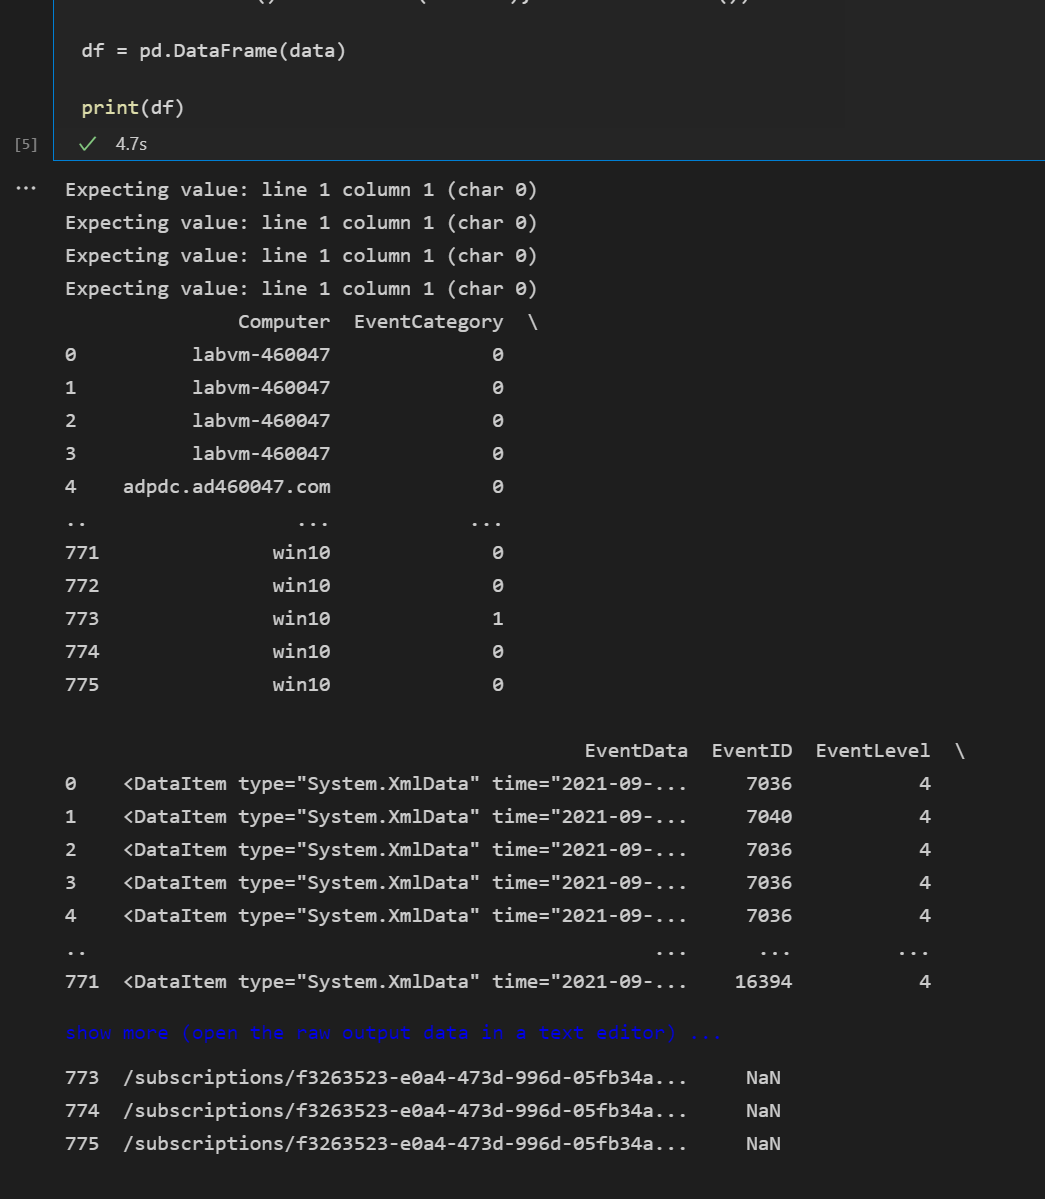 df = pd.DataFrame(data)
print(df)
[5] 4.7s
... Expecting value: line 1 column 1 (char 0)
Expecting value: line 1 column 1 (char 0)
Expecting value: line 1 column 1 (char 0)
Expecting value: line 1 column 1 (char 0)
Computer EventCategory \
0 labvm-460047 0
1 labvm-460047 0
2 labvm-460047 0
3 labvm-460047 0
4 adpdc.ad460047.com 0
.. ... ...
771 win10 0
772 win10 0
773 win10 1
774 win10 0
775 win10 0
EventData EventID EventLevel \
0 <DataItem type="System.XmlData" time="2021-09-... 7036 4
1 <DataItem type="System.XmlData" time="2021-09-... 7040 4
2 <DataItem type="System.XmlData" time="2021-09-... 7036 4
3 <DataItem type="System.XmlData" time="2021-09-... 7036 4
4 <DataItem type="System.XmlData" time="2021-09-... 7036 4
.. ... ... ...
771 <DataItem type="System.XmlData" time="2021-09-... 16394 4
show more (open the raw output data in a text editor) ...
773 /subscriptions/f3263523-e0a4-473d-996d-05fb34a... NaN
774 /subscriptions/f3263523-e0a4-473d-996d-05fb34a... NaN
775 /subscriptions/f3263523-e0a4-473d-996d-05fb34a... NaN